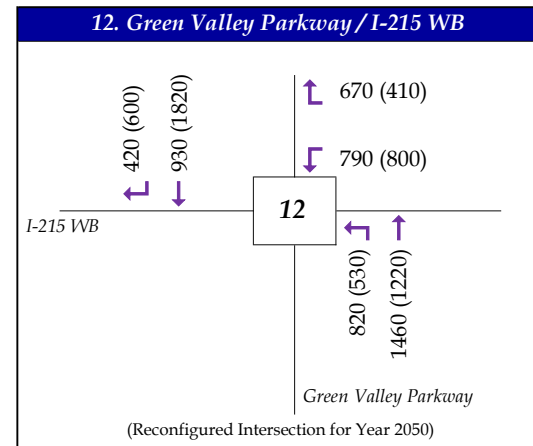 12. Green Valley Parkway / I-215 WB
420 (600)
930 (1820)
670 (410)
790 (800)
12
I-215 WB
820 (530)
1460 (1220)
Green Valley Parkway
(Reconfigured Intersection for Year 2050)